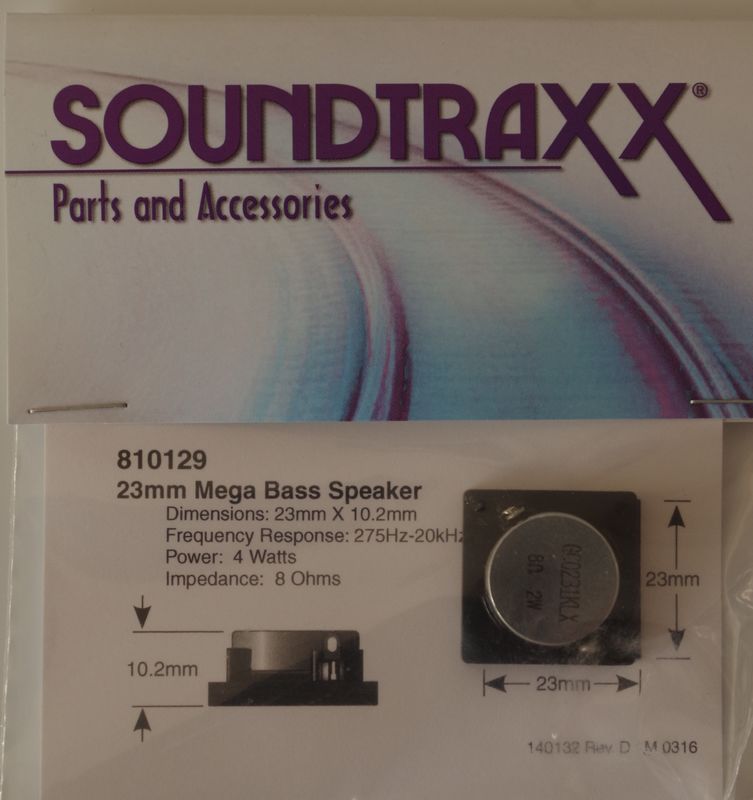 SOUNDTRAXX®
Parts and Accessories
810129
23mm Mega Bass Speaker
Dimensions: 23mm X 10.2mm
Frequency Response: 275Hz-20kHz
Power: 4 Watts
Impedance: 8 Ohms
8Ω 2W
23mm
10.2mm
23mm
140132 Rev. D M 0316